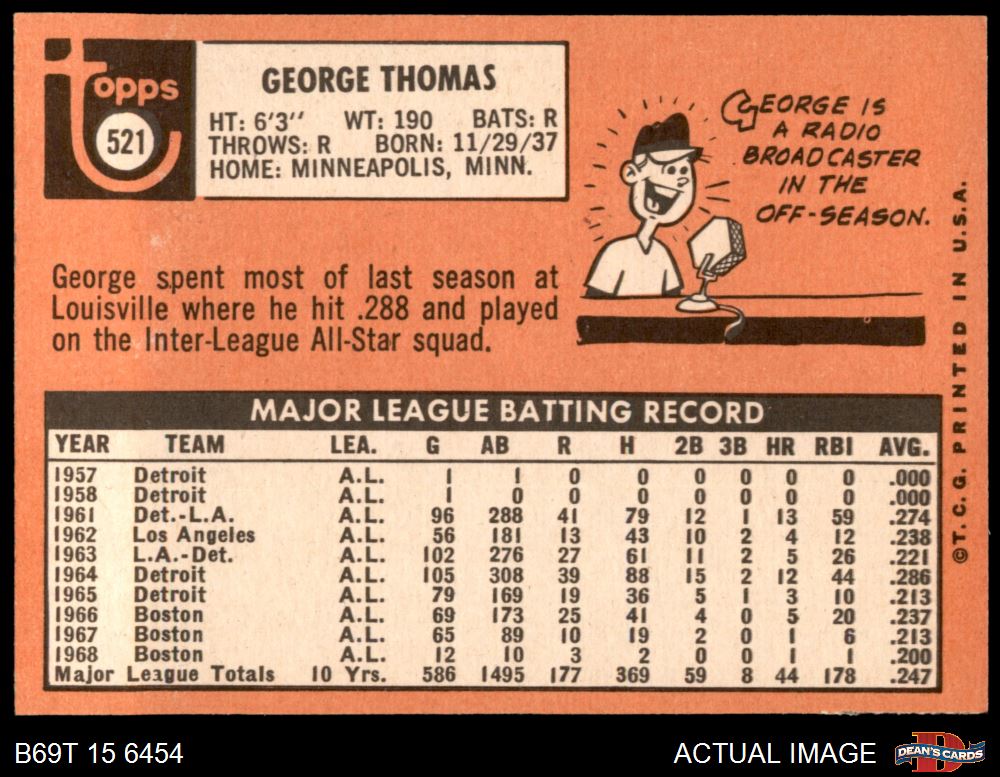 Topps
521
GEORGE THOMAS
HT: 6'3" WT: 190 BATS: R
THROWS: R BORN: 11/29/37
HOME: MINNEAPOLIS, MINN.
GEORGE IS
A RADIO
BROADCASTER
IN THE
OFF-SEASON.
George spent most of last season at
Louisville where he hit .288 and played
on the Inter-League All-Star squad.
MAJOR LEAGUE BATTING RECORD
YEAR TEAM LEA. G AB R H 2B 3B HR RBI AVG.
1957 Detroit A.L. 1 1 0 0 0 0 0 0 .000
1958 Detroit A.L. 1 0 0 0 0 0 0 0 .000
1961 Det.-L.A. A.L. 96 288 41 79 12 1 13 59 .274
1962 Los Angeles A.L. 56 181 13 43 10 2 4 12 .238
1963 L.A.-Det. A.L. 102 276 27 61 11 2 5 26 .221
1964 Detroit A.L. 105 308 39 88 15 2 12 44 .286
1965 Detroit A.L. 79 169 19 36 5 1 3 10 .213
1966 Boston A.L. 69 173 25 41 4 0 5 20 .237
1967 Boston A.L. 65 89 10 19 2 0 1 6 .213
1968 Boston A.L. 12 10 3 2 0 0 1 1 .200
Major League Totals 10 Yrs. 586 1495 177 369 59 8 44 178 .247
©T.C.G. PRINTED IN U.S.A.
B69T 15 6454
ACTUAL IMAGE
DEAN'S CARDS